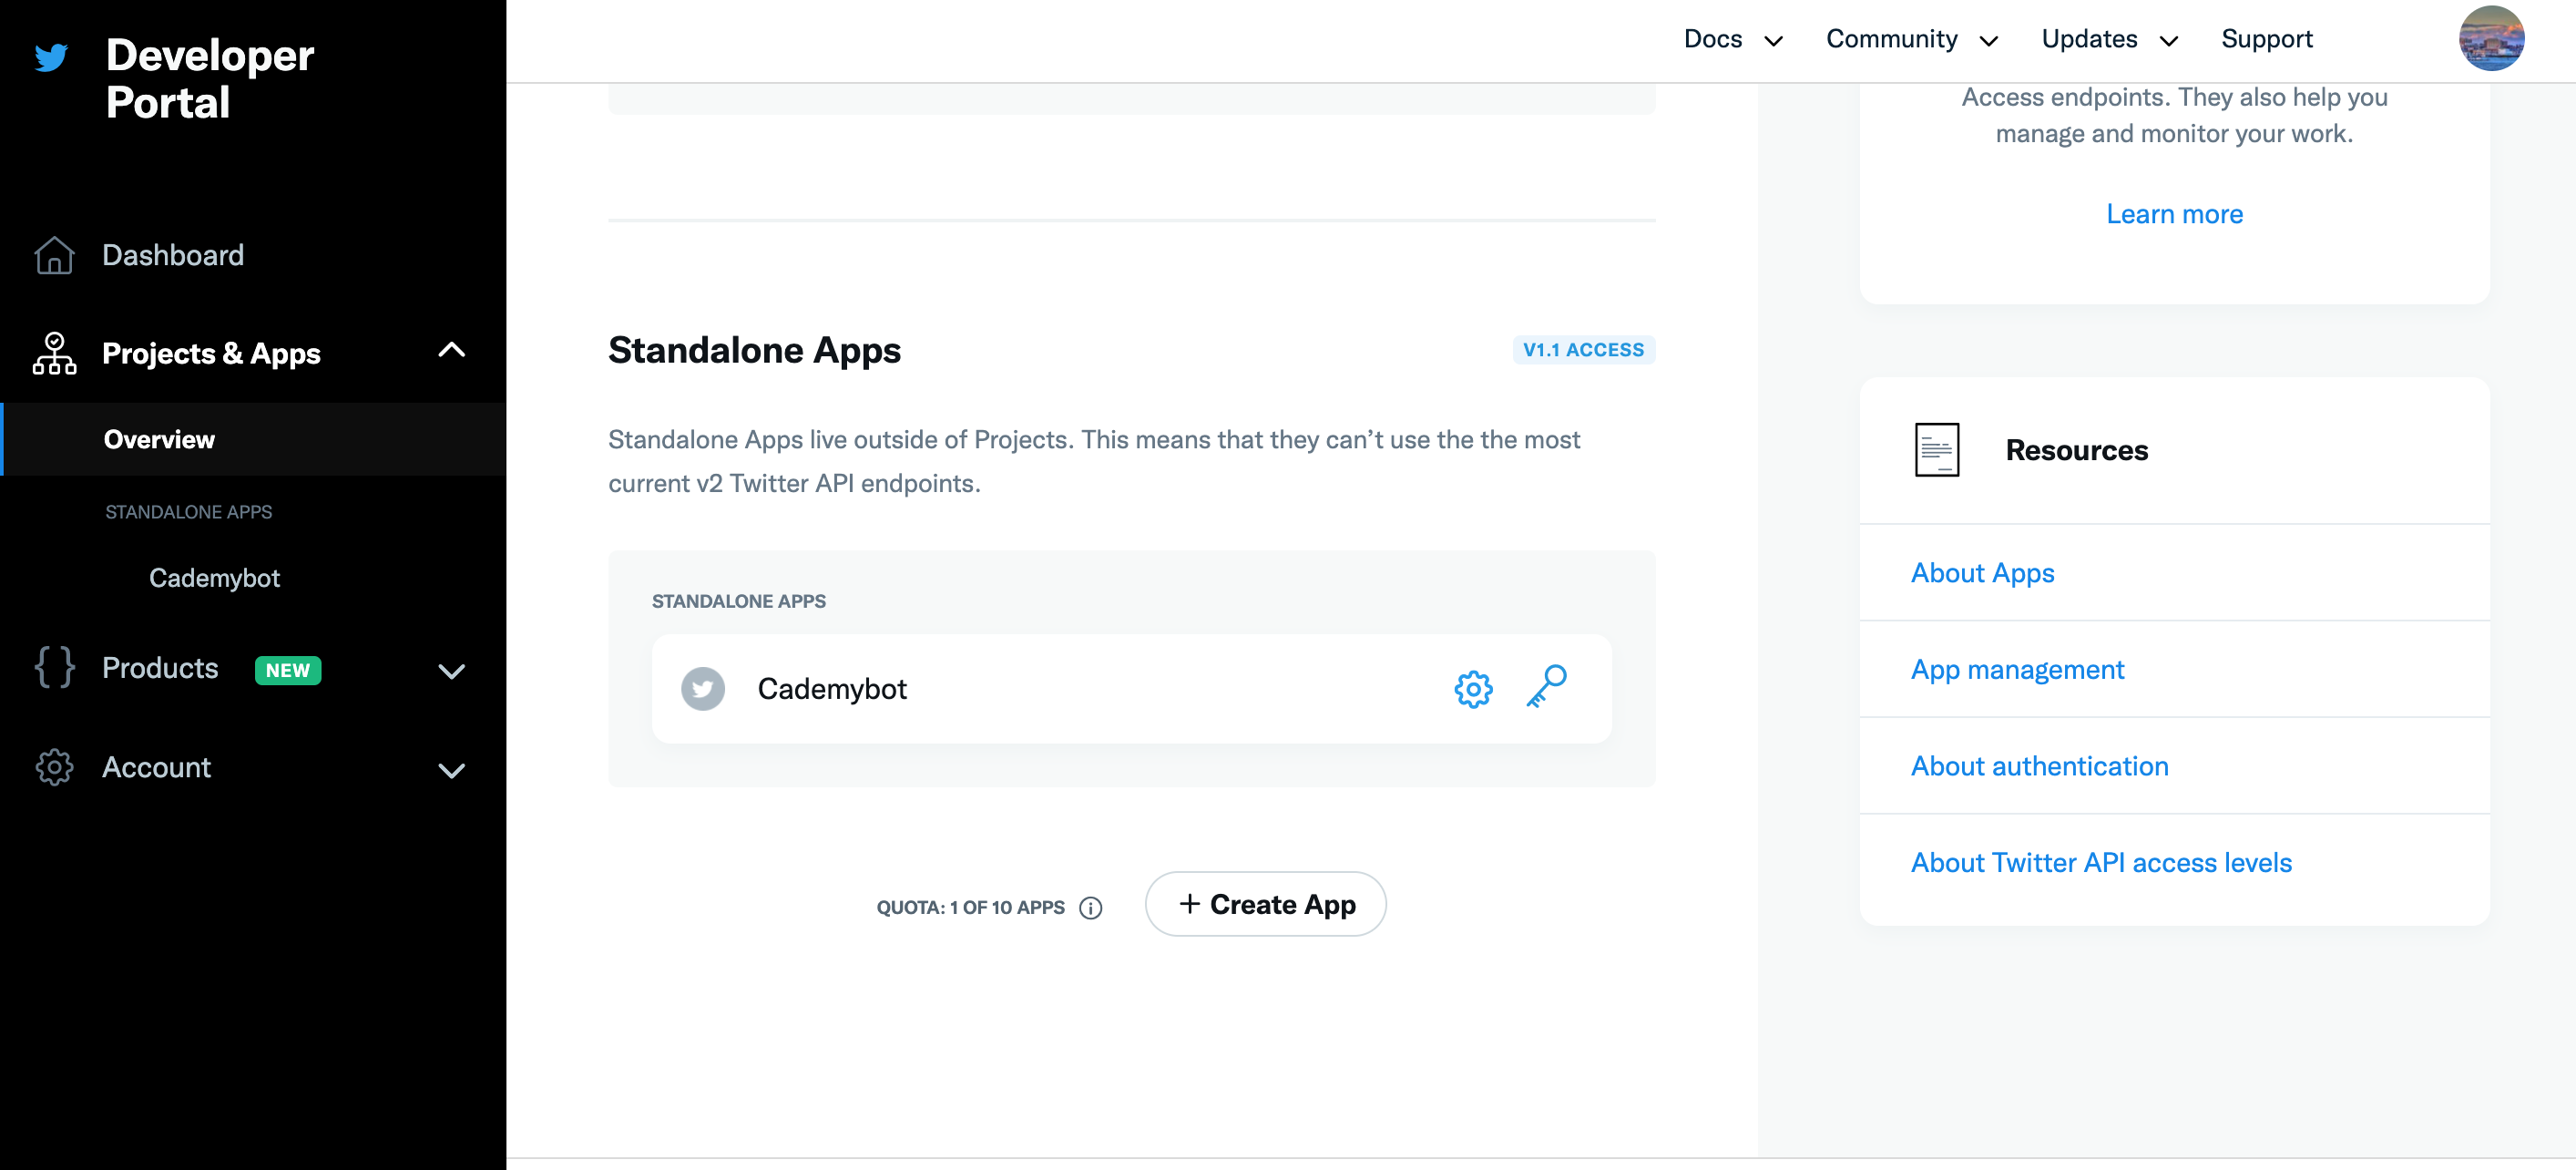 Developer
Portal
Docs
Community
Updates
Support
Dashboard
Projects & Apps
Overview
STANDALONE APPS
Cademybot
Products
NEW
Account
Standalone Apps
V1.1 ACCESS
Standalone Apps live outside of Projects. This means that they can’t use the the most
current v2 Twitter API endpoints.
STANDALONE APPS
Cademybot
QUOTA: 1 OF 10 APPS
+ Create App
Access endpoints. They also help you
manage and monitor your work.
Learn more
Resources
About Apps
App management
About authentication
About Twitter API access levels